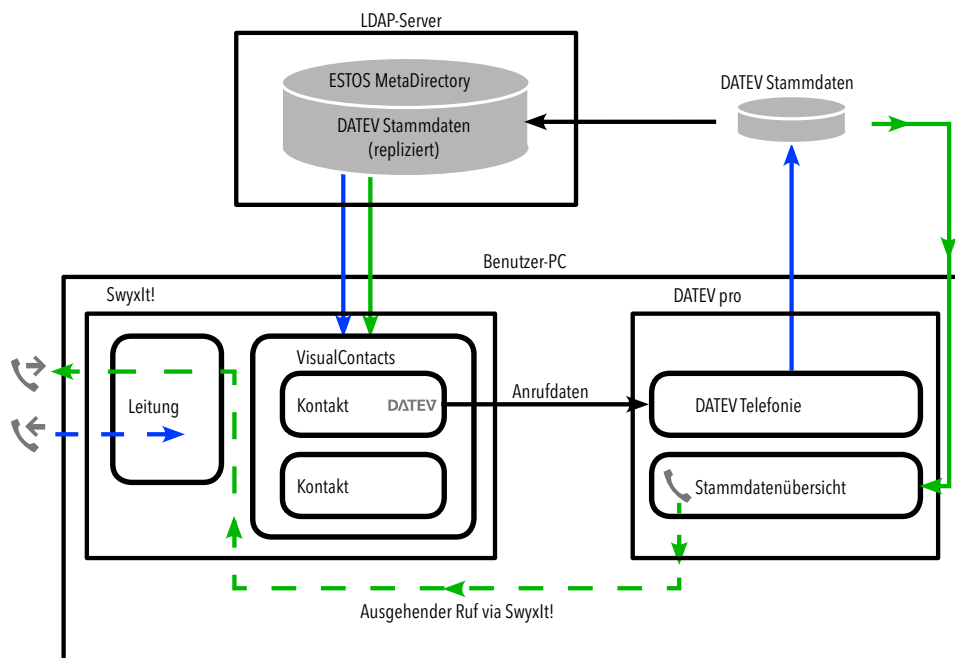 LDAP-Server
ESTOS MetaDirectory
DATEV Stammdaten
(repliziert)
DATEV Stammdaten
Benutzer-PC
SwyxIt!
DATEV pro
VisualContacts
Leitung
Kontakt DATEV
Anrufdaten
DATEV Telefonie
Kontakt
Stammdatenübersicht
Ausgehender Ruf via SwyxIt!